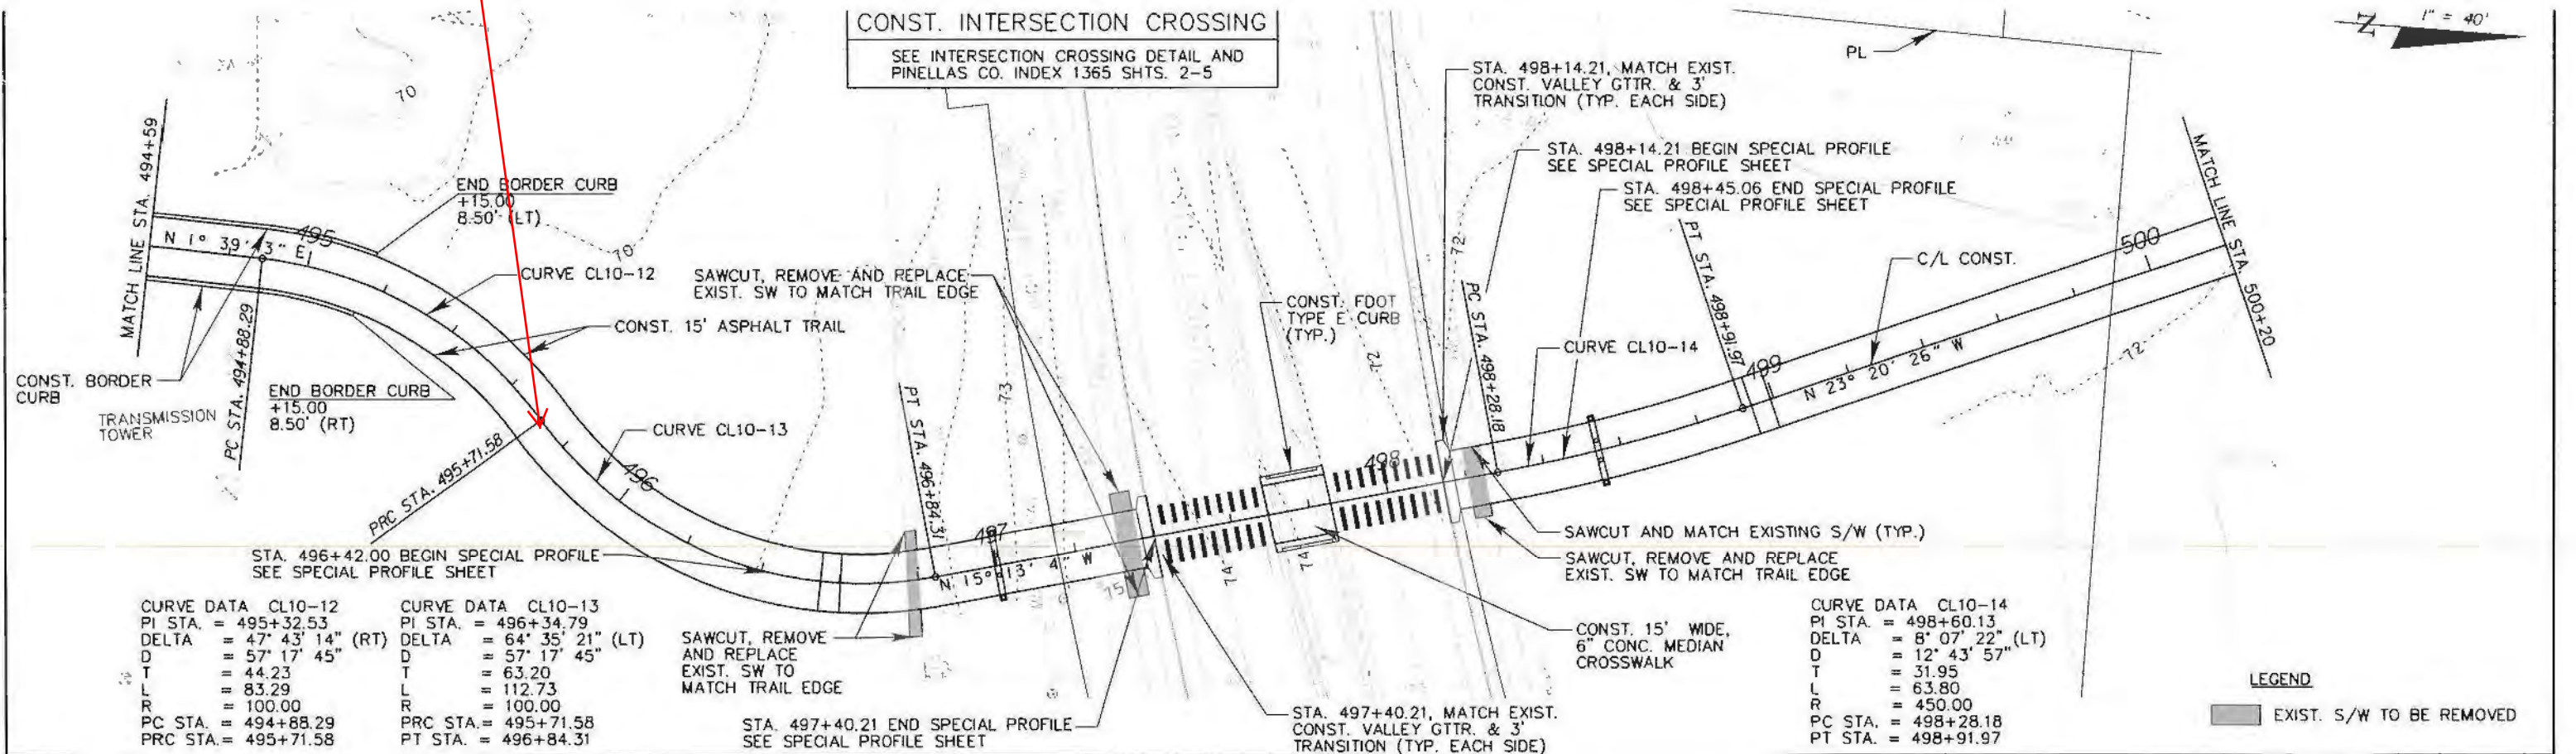 CONST. INTERSECTION CROSSING
SEE INTERSECTION CROSSING DETAIL AND
PINELLAS CO. INDEX 1365 SHTS. 2-5
PL
N
1" = 40'
STA. 498+14.21, MATCH EXIST.
CONST. VALLEY GTTR. & 3'
TRANSITION (TYP. EACH SIDE)
STA. 498+14.21 BEGIN SPECIAL PROFILE
SEE SPECIAL PROFILE SHEET
STA. 498+45.06 END SPECIAL PROFILE
SEE SPECIAL PROFILE SHEET
MATCH LINE STA. 494+59
70
END BORDER CURB
+15.00
8.50' (LT)
70
N 1° 39' 3" E
495
CURVE CL10-12
CONST. 15' ASPHALT TRAIL
SAWCUT, REMOVE AND REPLACE
EXIST. SW TO MATCH TRAIL EDGE
73
CONST. FDOT
TYPE E CURB
(TYP.)
72
72
PC STA. 498+28.18
PT STA. 498+91.97
CURVE CL10-14
C/L CONST.
500
499
N 23° 20' 26" W
72
MATCH LINE STA. 500+20
CONST. BORDER
CURB
TRANSMISSION
TOWER
PC STA. 494+88.29
END BORDER CURB
+15.00
8.50' (RT)
PRC STA. 495+71.58
CURVE CL10-13
496
PT STA. 496+84.31
497
N 15° 13' 4" W
75
74
74
498
STA. 496+42.00 BEGIN SPECIAL PROFILE
SEE SPECIAL PROFILE SHEET
SAWCUT AND MATCH EXISTING S/W (TYP.)
SAWCUT, REMOVE AND REPLACE
EXIST. SW TO MATCH TRAIL EDGE
CURVE DATA CL10-12
PI STA. = 495+32.53
DELTA = 47° 43' 14" (RT)
D = 57° 17' 45"
T = 44.23
L = 83.29
R = 100.00
PC STA. = 494+88.29
PRC STA.= 495+71.58
CURVE DATA CL10-13
PI STA. = 496+34.79
DELTA = 64° 35' 21" (LT)
D = 57° 17' 45"
T = 63.20
L = 112.73
R = 100.00
PRC STA.= 495+71.58
PT STA. = 496+84.31
SAWCUT, REMOVE
AND REPLACE
EXIST. SW TO
MATCH TRAIL EDGE
STA. 497+40.21 END SPECIAL PROFILE
SEE SPECIAL PROFILE SHEET
STA. 497+40.21, MATCH EXIST.
CONST. VALLEY GTTR. & 3'
TRANSITION (TYP. EACH SIDE)
CONST. 15' WIDE,
6" CONC. MEDIAN
CROSSWALK
CURVE DATA CL10-14
PI STA. = 498+60.13
DELTA = 8° 07' 22" (LT)
D = 12° 43' 57"
T = 31.95
L = 63.80
R = 450.00
PC STA. = 498+28.18
PT STA. = 498+91.97
LEGEND
EXIST. S/W TO BE REMOVED